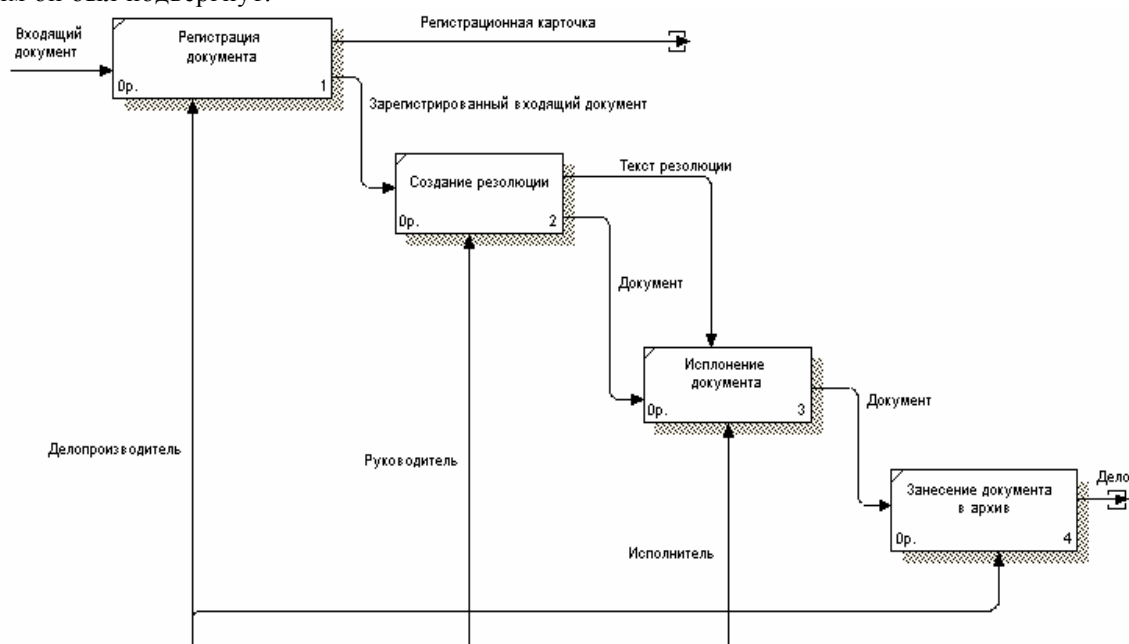 Входящий
документ
Регистрация
документа
0р.
1
Регистрационная карточка
Зарегистрированный входящий документ
Создание резолюции
0р.
2
Текст резолюции
Документ
Исплонение
документа
0р.
3
Документ
Делопроизводитель
Руководитель
Исполнитель
Занесение документа
в архив
0р.
4
Дело